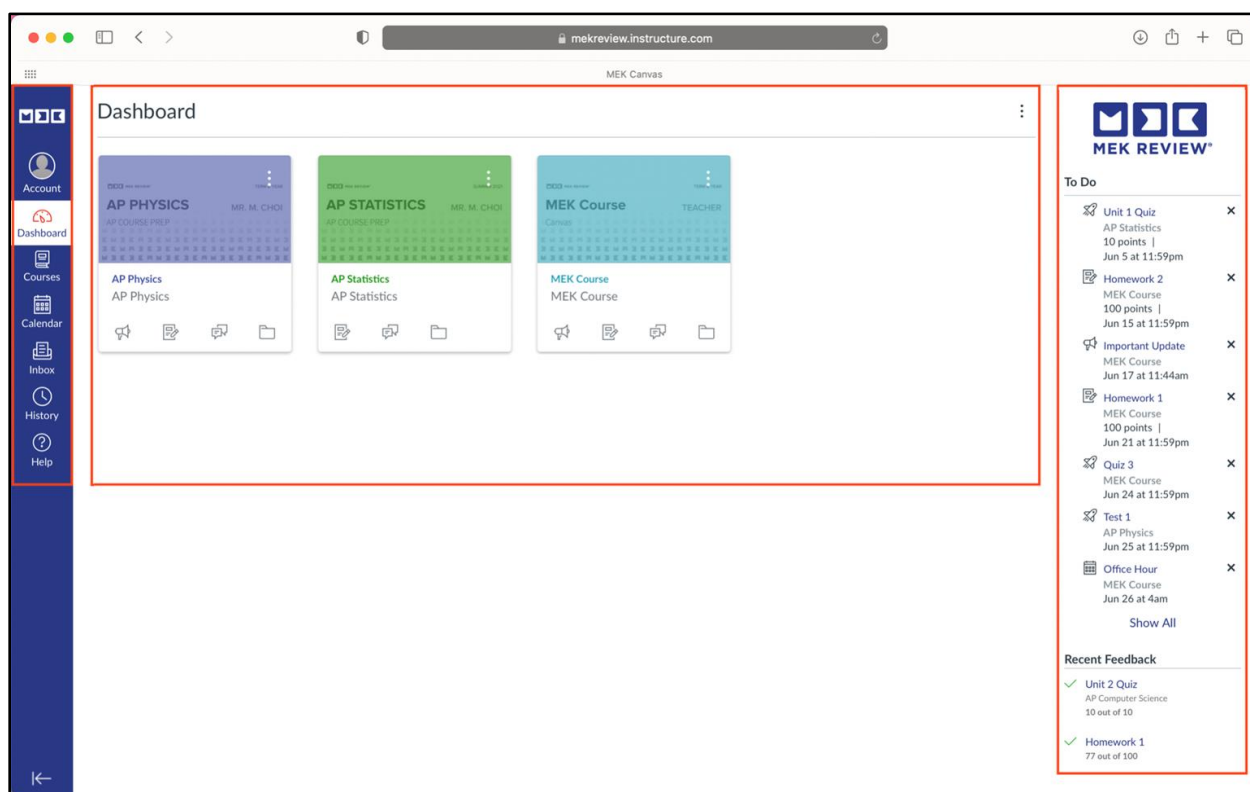 mekreview.instructure.com
MEK Canvas
MEK
Account
Dashboard
Courses
Calendar
Inbox
History
Help
Dashboard
AP PHYSICS MR. M. CHOI
AP COURSE PREP
AP Physics
AP Physics
AP STATISTICS MR. M. CHOI
AP COURSE PREP
AP Statistics
AP Statistics
MEK Course TEACHER
Canvas
MEK Course
MEK Course
MEK
MEK REVIEW®
To Do
Unit 1 Quiz
AP Statistics
10 points |
Jun 5 at 11:59pm
Homework 2
MEK Course
100 points |
Jun 15 at 11:59pm
Important Update
MEK Course
Jun 17 at 11:44am
Homework 1
MEK Course
100 points |
Jun 21 at 11:59pm
Quiz 3
MEK Course
Jun 24 at 11:59pm
Test 1
AP Physics
Jun 25 at 11:59pm
Office Hour
MEK Course
Jun 26 at 4am
Show All
Recent Feedback
Unit 2 Quiz
AP Computer Science
10 out of 10
Homework 1
77 out of 100